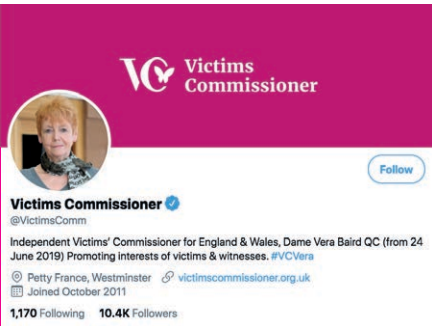 Victims
Commissioner
Follow
Victims Commissioner
@VictimsComm
Independent Victims' Commissioner for England & Wales, Dame Vera Baird QC (from 24
June 2019) Promoting interests of victims & witnesses. #VCVera
Petty France, Westminster victimscommissioner.org.uk
Joined October 2011
1,170 Following 10.4K Followers